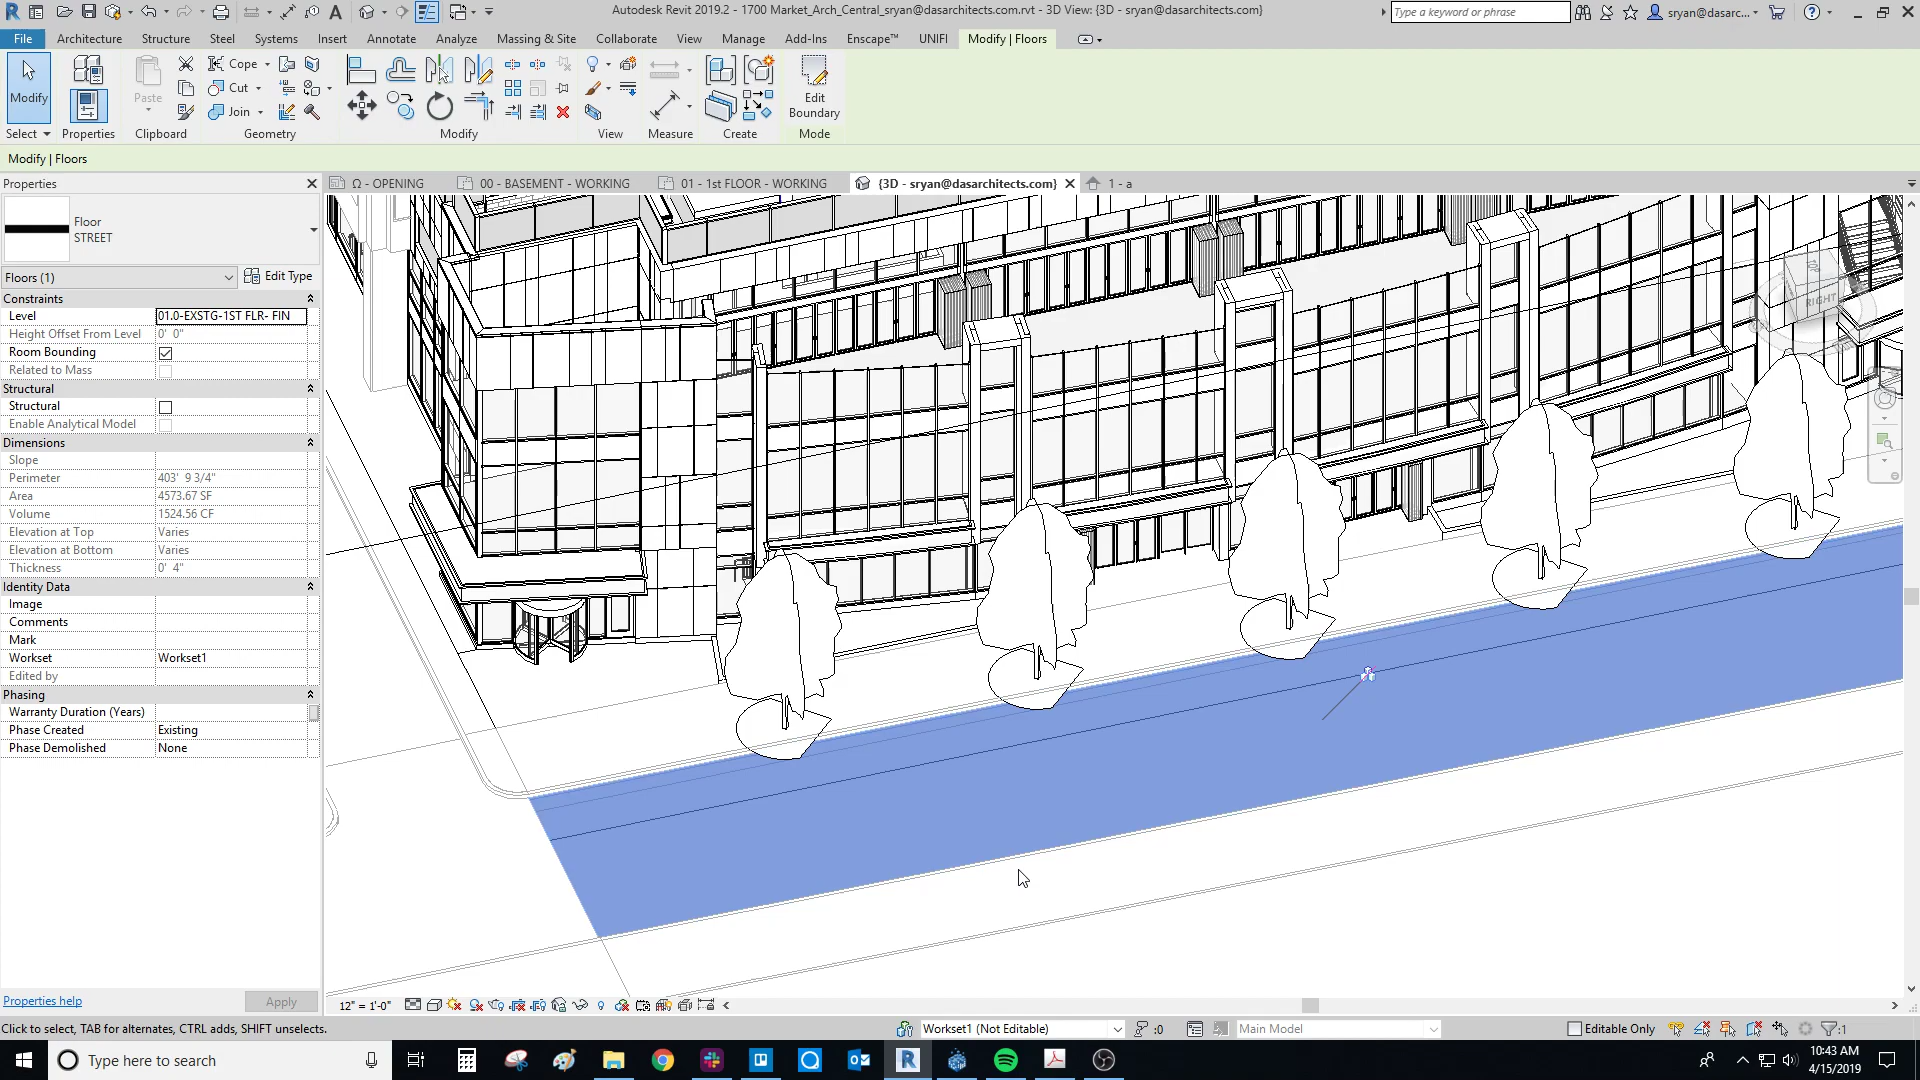 Autodesk Revit 2019.2 - 1700 Market_Arch_Central_sryan@dasarchitects.com.rvt - 3D View: {3D - sryan@dasarchitects.com}
Type a keyword or phrase
sryan@dasarc...
File Architecture Structure Steel Systems Insert Annotate Analyze Massing & Site Collaborate View Manage Add-Ins Enscape™ UNIFI Modify | Floors
Modify
Paste
Cope
Cut
Join
Edit
Boundary
Select Properties Clipboard Geometry Modify View Measure Create Mode
Modify | Floors
Properties
Ω - OPENING
00 - BASEMENT - WORKING
01 - 1st FLOOR - WORKING
{3D - sryan@dasarchitects.com}
1 - a
Floor
STREET
Floors (1)
Edit Type
Constraints
Level 01.0-EXSTG-1ST FLR- FIN
Height Offset From Level 0' 0"
Room Bounding
Related to Mass
Structural
Structural
Enable Analytical Model
Dimensions
Slope
Perimeter 403' 9 3/4"
Area 4573.67 SF
Volume 1524.56 CF
Elevation at Top Varies
Elevation at Bottom Varies
Thickness 0' 4"
Identity Data
Image
Comments
Mark
Workset Workset1
Edited by
Phasing
Warranty Duration (Years)
Phase Created Existing
Phase Demolished None
TOP
RIGHT
Properties help
Apply
12" = 1'-0"
Click to select, TAB for alternates, CTRL adds, SHIFT unselects.
Workset1 (Not Editable)
:0
Main Model
Editable Only
:1
Type here to search
10:43 AM
4/15/2019